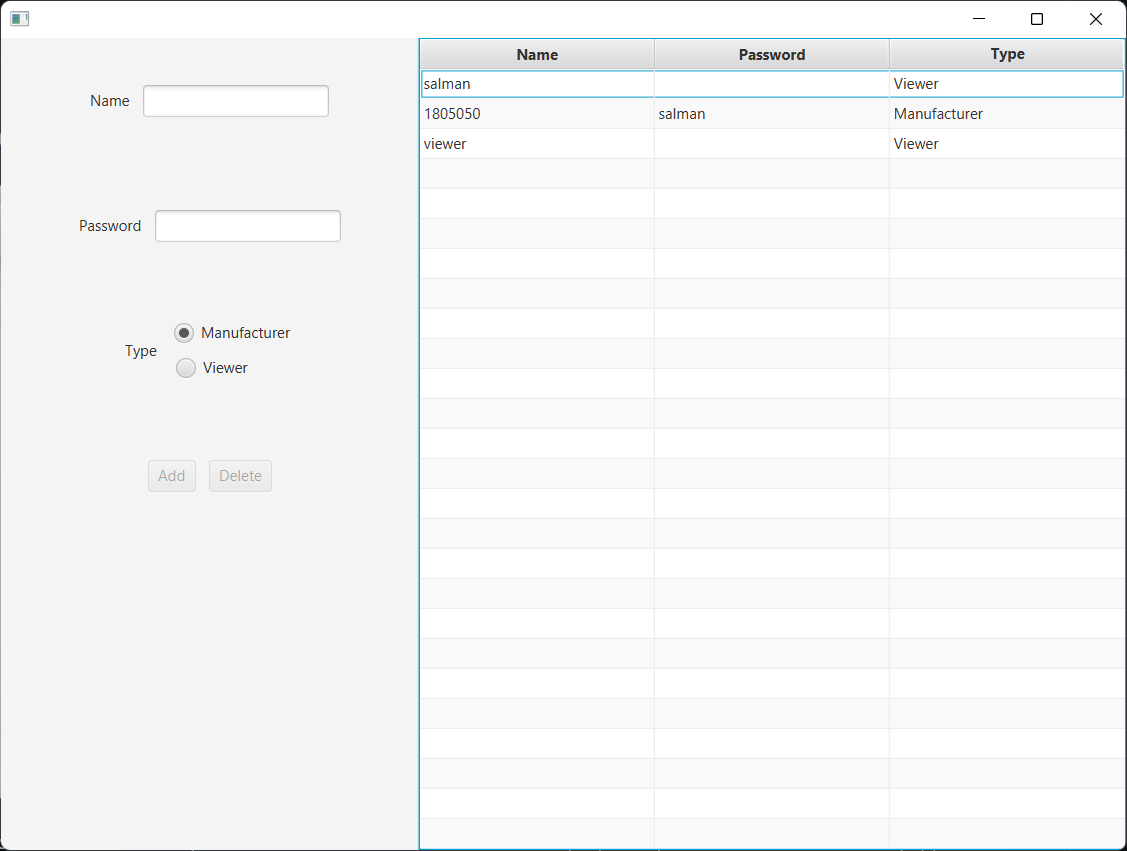 Name
Password
Type
Manufacturer
Viewer
Add Delete
Name Password Type
salman Viewer
1805050 salman Manufacturer
viewer Viewer